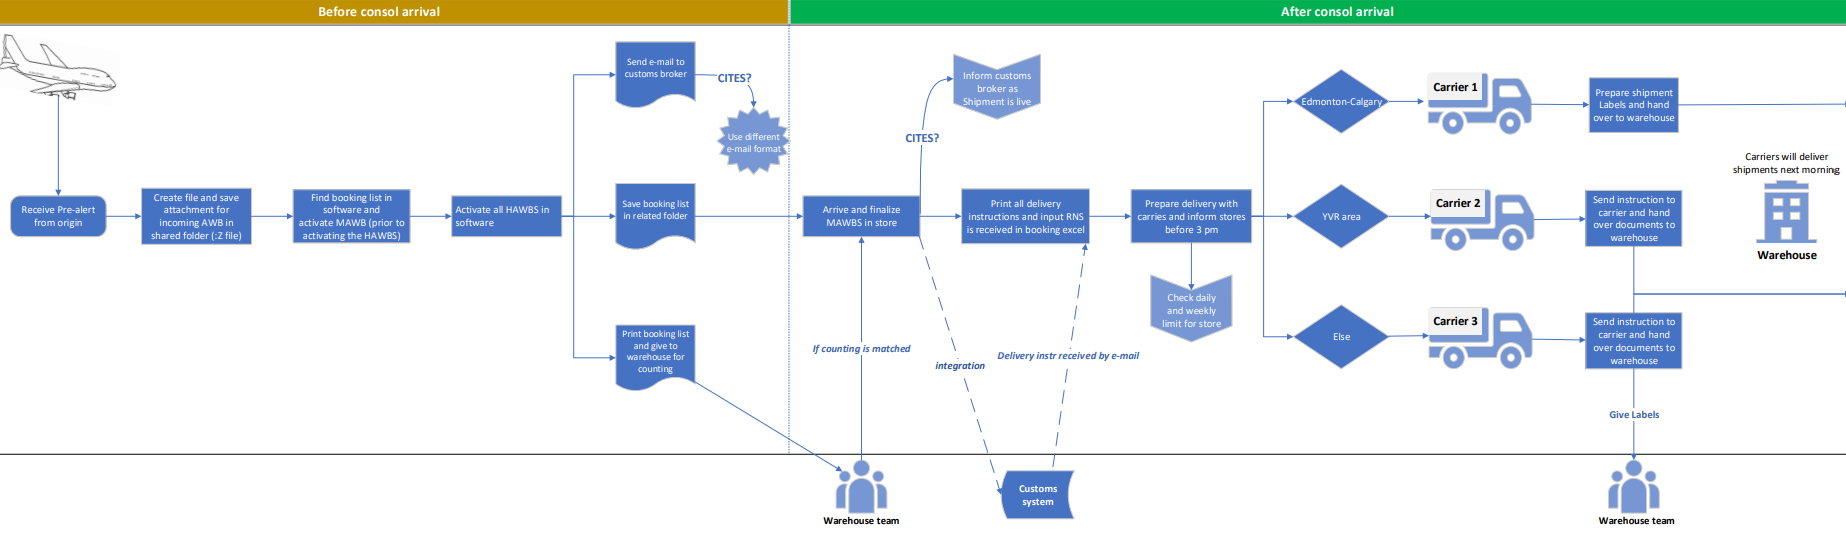 Before consol arrival
After consol arrival
Receive Pre-alert
from origin
Create file and save
attachment for
incoming AWB in
shared folder (:Z file)
Find booking list in
software and
activate MAWB (prior to
activating the HAWBS)
Activate all HAWBS in
software
Send e-mail to
customs broker
CITES?
Use different
e-mail format
Save booking list
in related folder
Print booking list
and give to
warehouse for
counting
Arrive and finalize
MAWBS in store
If counting is matched
Warehouse team
CITES?
Inform customs
broker as
Shipment is live
integration
Customs
system
Delivery instr received by e-mail
Print all delivery
instructions and input RNS
is received in booking excel
Prepare delivery with
carries and inform stores
before 3 pm
Check daily
and weekly
limit for store
Edmonton-Calgary
Carrier 1
Prepare shipment
Labels and hand
over to warehouse
YVR area
Carrier 2
Send instruction to
carrier and hand
over documents to
warehouse
Else
Carrier 3
Send instruction to
carrier and hand
over documents to
warehouse
Give Labels
Warehouse team
Carriers will deliver
shipments next morning
Warehouse